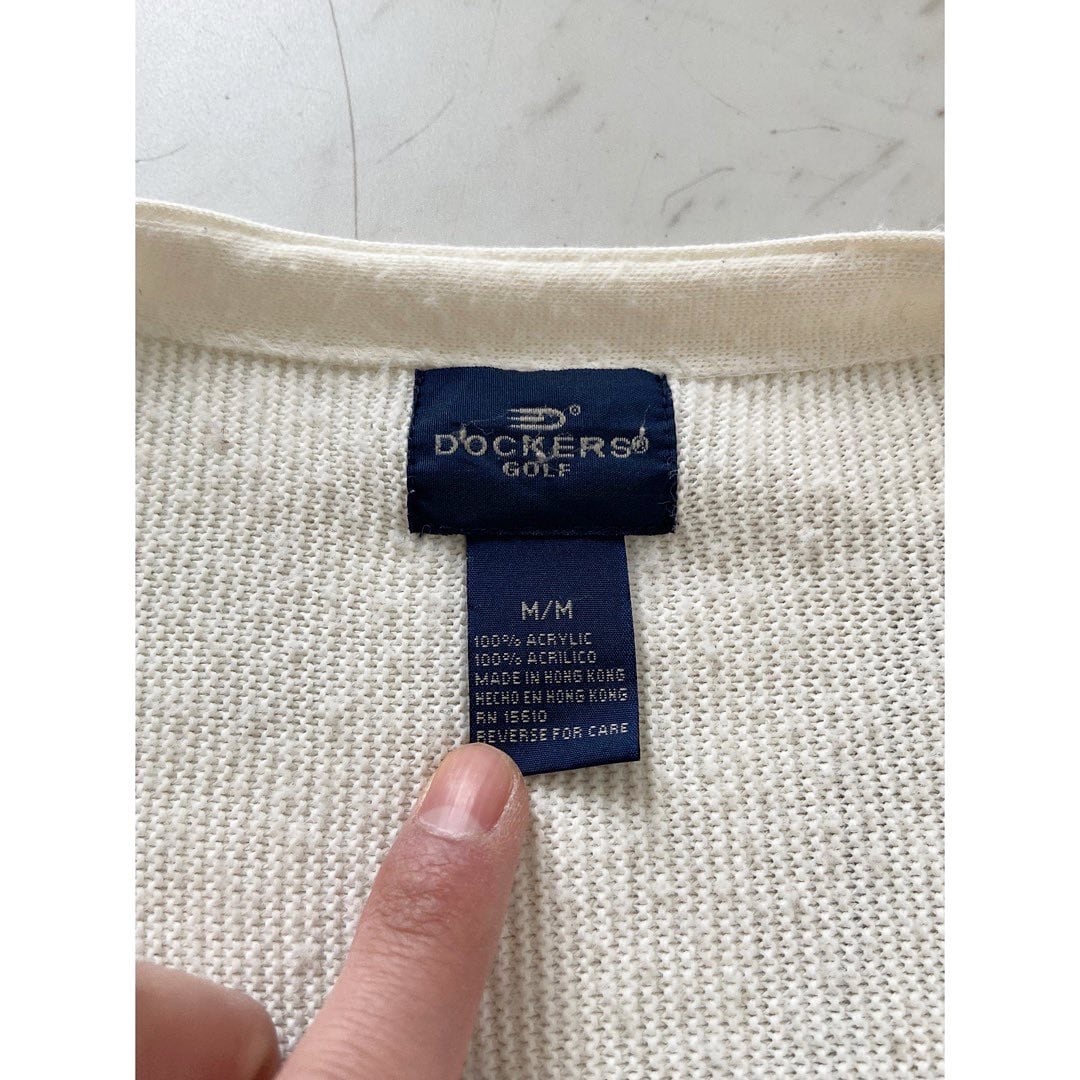 DOCKERS®
GOLF
M/M
100% ACRYLIC
100% ACRILICO
MADE IN HONG KONG
HECHO EN HONG KONG
RN 15610
REVERSE FOR CARE